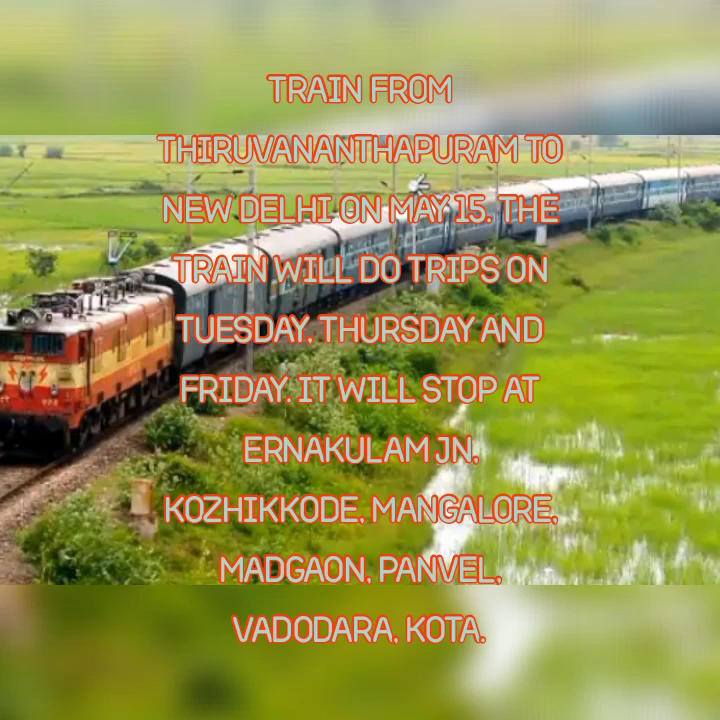 TRAIN FROM
THIRUVANANTHAPURAM TO
NEW DELHI ON MAY 15. THE
TRAIN WILL DO TRIPS ON
TUESDAY, THURSDAY AND
FRIDAY. IT WILL STOP AT
ERNAKULAM JN,
KOZHIKKODE, MANGALORE,
MADGAON, PANVEL,
VADODARA, KOTA.